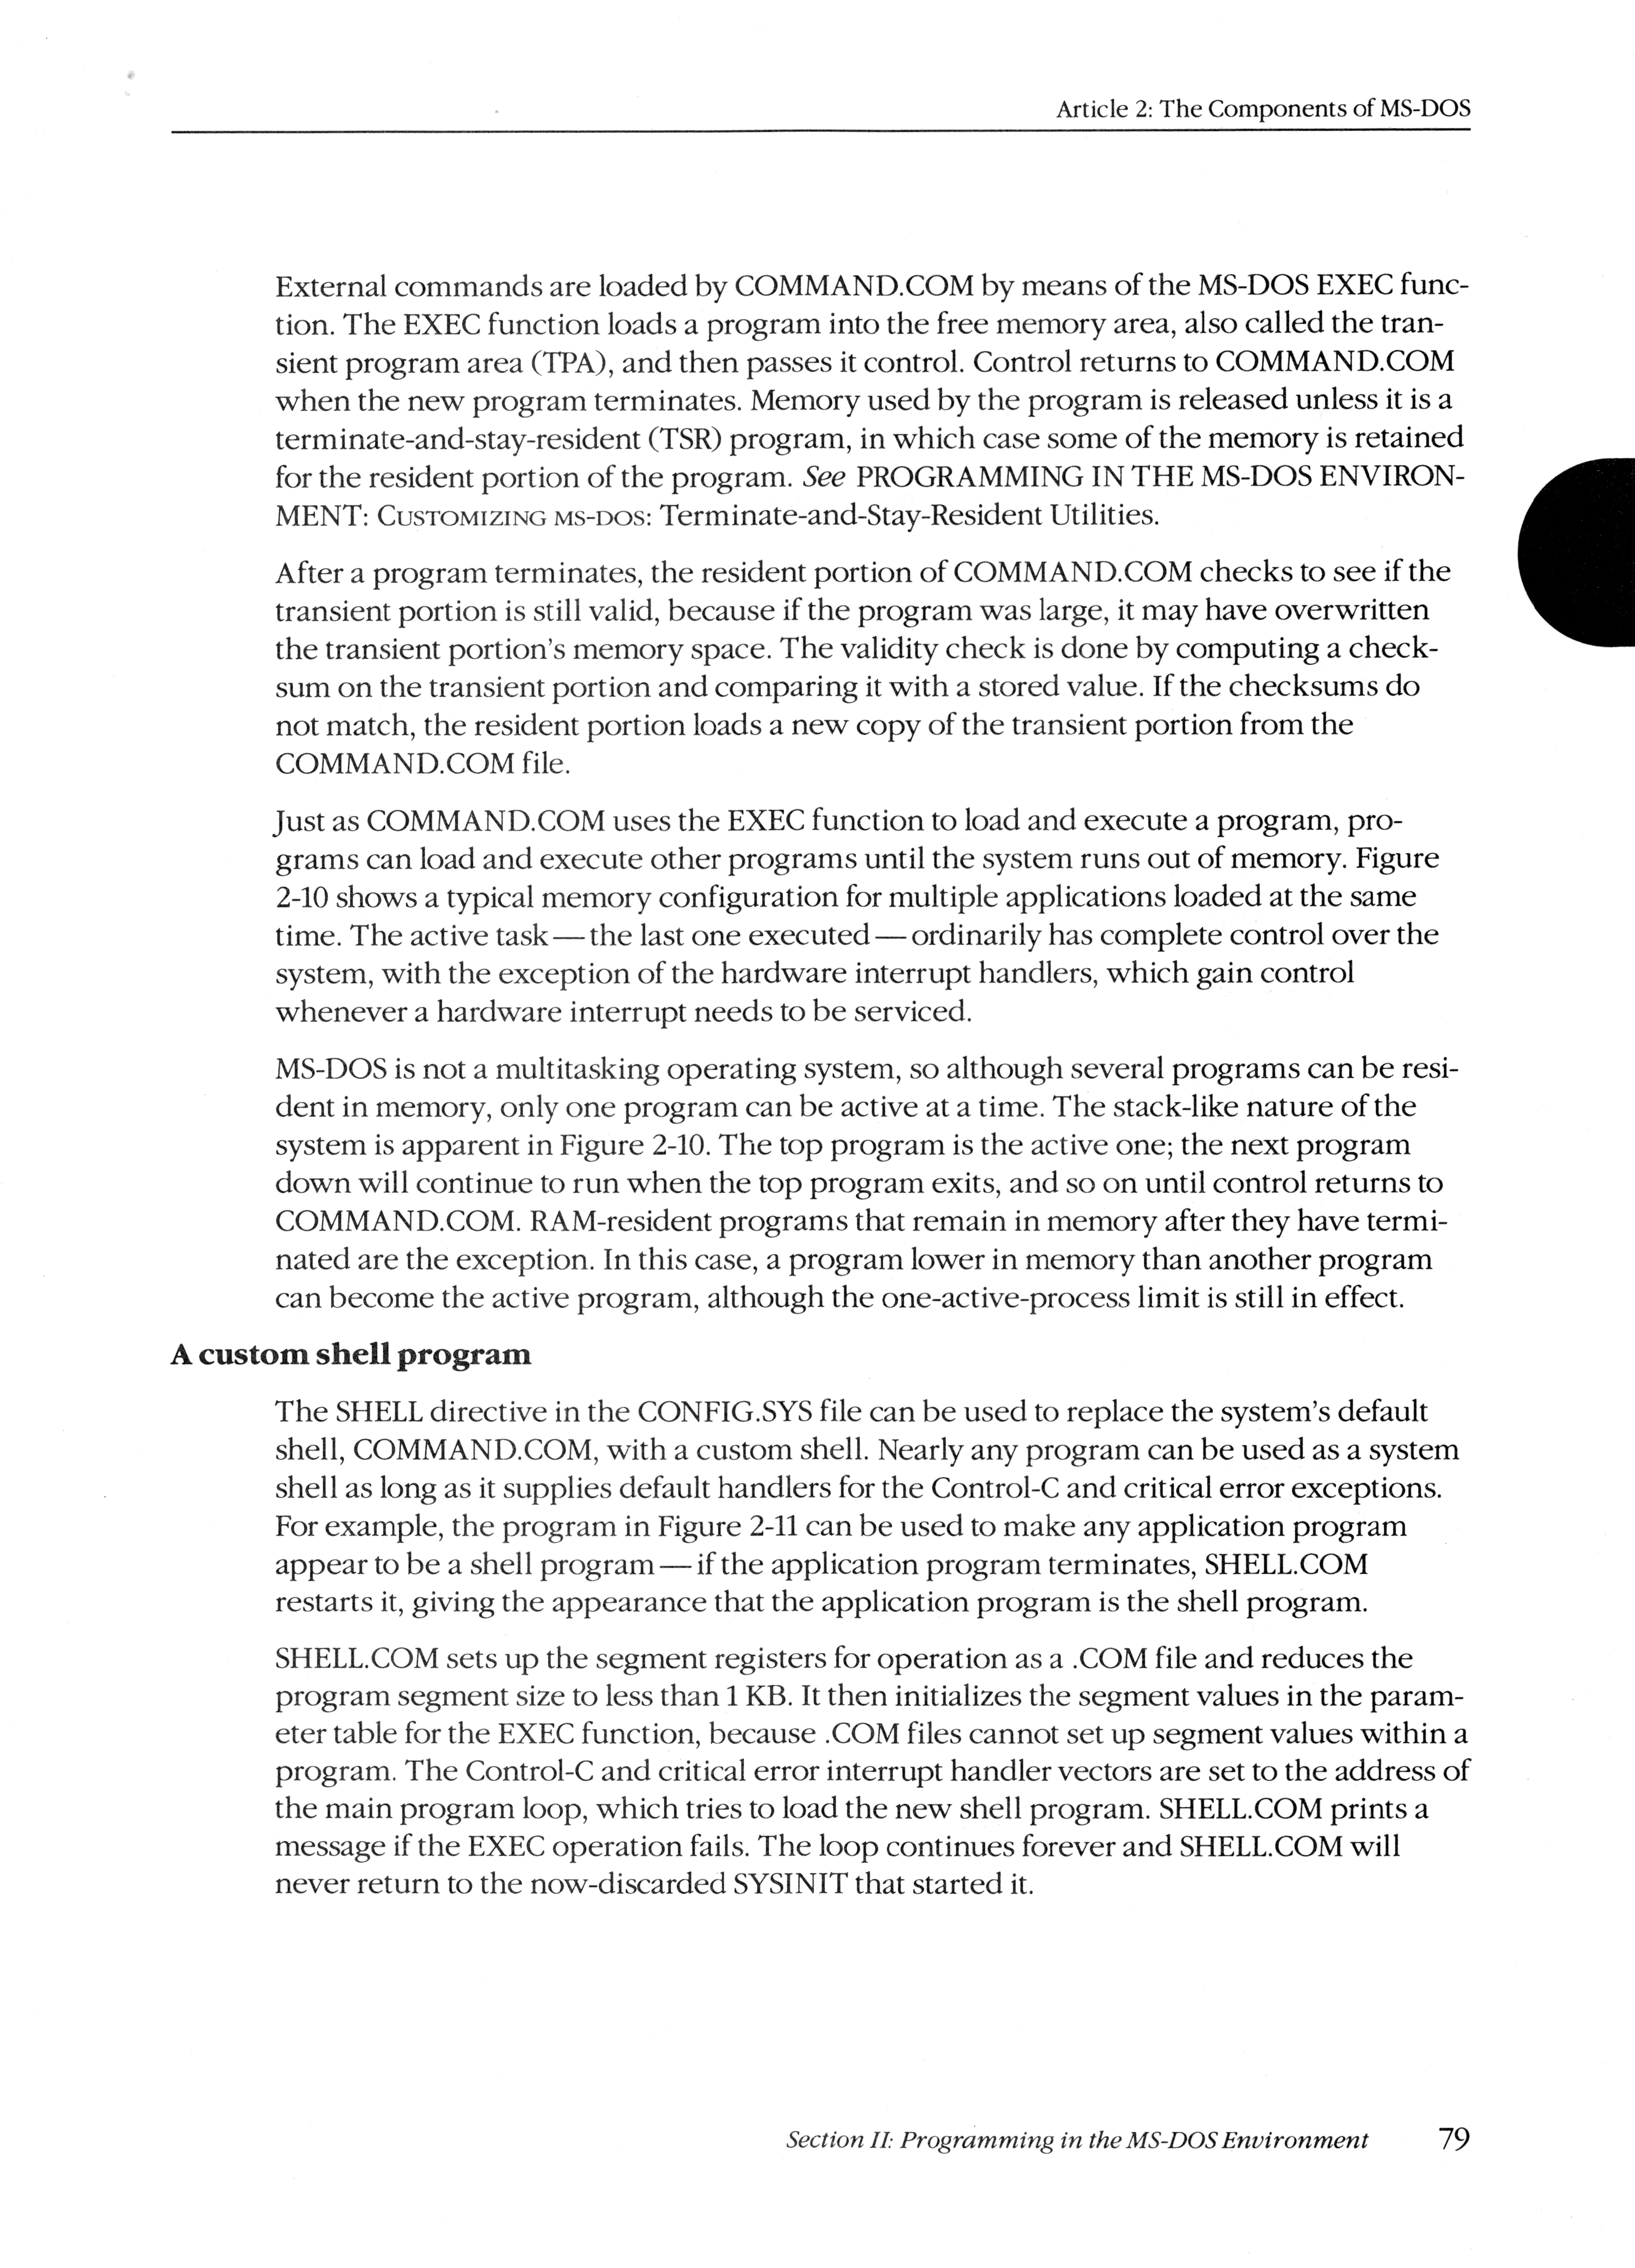 Article 2: The Components of MS-DOS
External commands are loaded by COMMAND.COM by means of the MS-DOS EXEC func-
tion. The EXEC function loads a program into the free memory area, also called the tran-
sient program area (TPA), and then passes it control. Control returns to COMMAND.COM
when the new program terminates. Memory used by the program is released unless it is a
terminate-and-stay-resident (TSR) program, in which case some of the memory is retained
for the resident portion of the program. See PROGRAMMING IN THE MS-DOS ENVIRON-
MENT: CUSTOMIZING MS-DOS: Terminate-and-Stay-Resident Utilities.
After a program terminates, the resident portion of COMMAND.COM checks to see if the
transient portion is still valid, because if the program was large, it may have overwritten
the transient portion's memory space. The validity check is done by computing a check-
sum on the transient portion and comparing it with a stored value. If the checksums do
not match, the resident portion loads a new copy of the transient portion from the
COMMAND.COM file.
Just as COMMAND.COM uses the EXEC function to load and execute a program, pro-
grams can load and execute other programs until the system runs out of memory. Figure
2-10 shows a typical memory configuration for multiple applications loaded at the same
time. The active task — the last one executed — ordinarily has complete control over the
system, with the exception of the hardware interrupt handlers, which gain control
whenever a hardware interrupt needs to be serviced.
MS-DOS is not a multitasking operating system, so although several programs can be resi-
dent in memory, only one program can be active at a time. The stack-like nature of the
system is apparent in Figure 2-10. The top program is the active one; the next program
down will continue to run when the top program exits, and so on until control returns to
COMMAND.COM. RAM-resident programs that remain in memory after they have termi-
nated are the exception. In this case, a program lower in memory than another program
can become the active program, although the one-active-process limit is still in effect.
A custom shell program
The SHELL directive in the CONFIG.SYS file can be used to replace the system's default
shell, COMMAND.COM, with a custom shell. Nearly any program can be used as a system
shell as long as it supplies default handlers for the Control-C and critical error exceptions.
For example, the program in Figure 2-11 can be used to make any application program
appear to be a shell program — if the application program terminates, SHELL.COM
restarts it, giving the appearance that the application program is the shell program.
SHELL.COM sets up the segment registers for operation as a .COM file and reduces the
program segment size to less than 1 KB. It then initializes the segment values in the param-
eter table for the EXEC function, because .COM files cannot set up segment values within a
program. The Control-C and critical error interrupt handler vectors are set to the address of
the main program loop, which tries to load the new shell program. SHELL.COM prints a
message if the EXEC operation fails. The loop continues forever and SHELL.COM will
never return to the now-discarded SYSINIT that started it.
Section II: Programming in the MS-DOS Environment 79